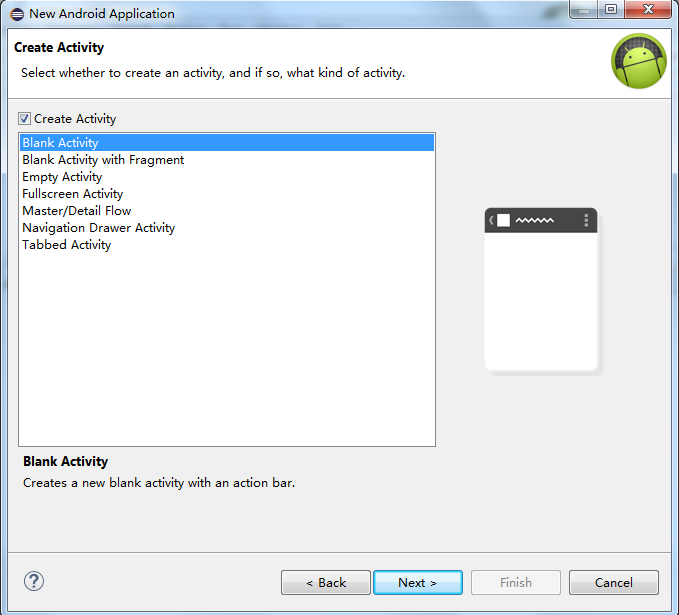 New Android Application
Create Activity
Select whether to create an activity, and if so, what kind of activity.
Create Activity
Blank Activity
Blank Activity with Fragment
Empty Activity
Fullscreen Activity
Master/Detail Flow
Navigation Drawer Activity
Tabbed Activity
Blank Activity
Creates a new blank activity with an action bar.
? < Back Next > Finish Cancel